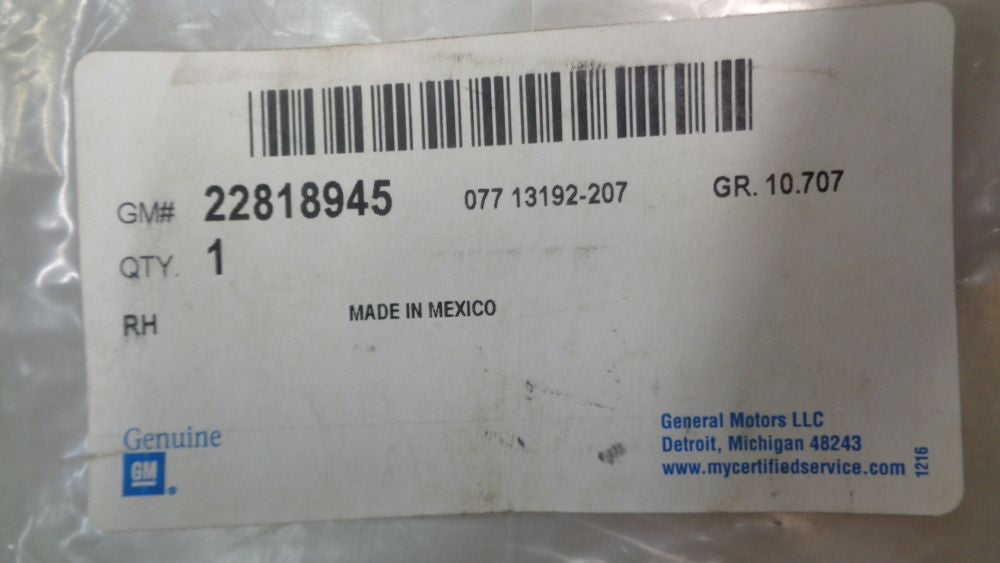 GM# 22818945 077 13192-207 GR. 10.707
QTY. 1
RH MADE IN MEXICO
Genuine
GM
General Motors LLC
Detroit, Michigan 48243
www.mycertifiedservice.com
1216